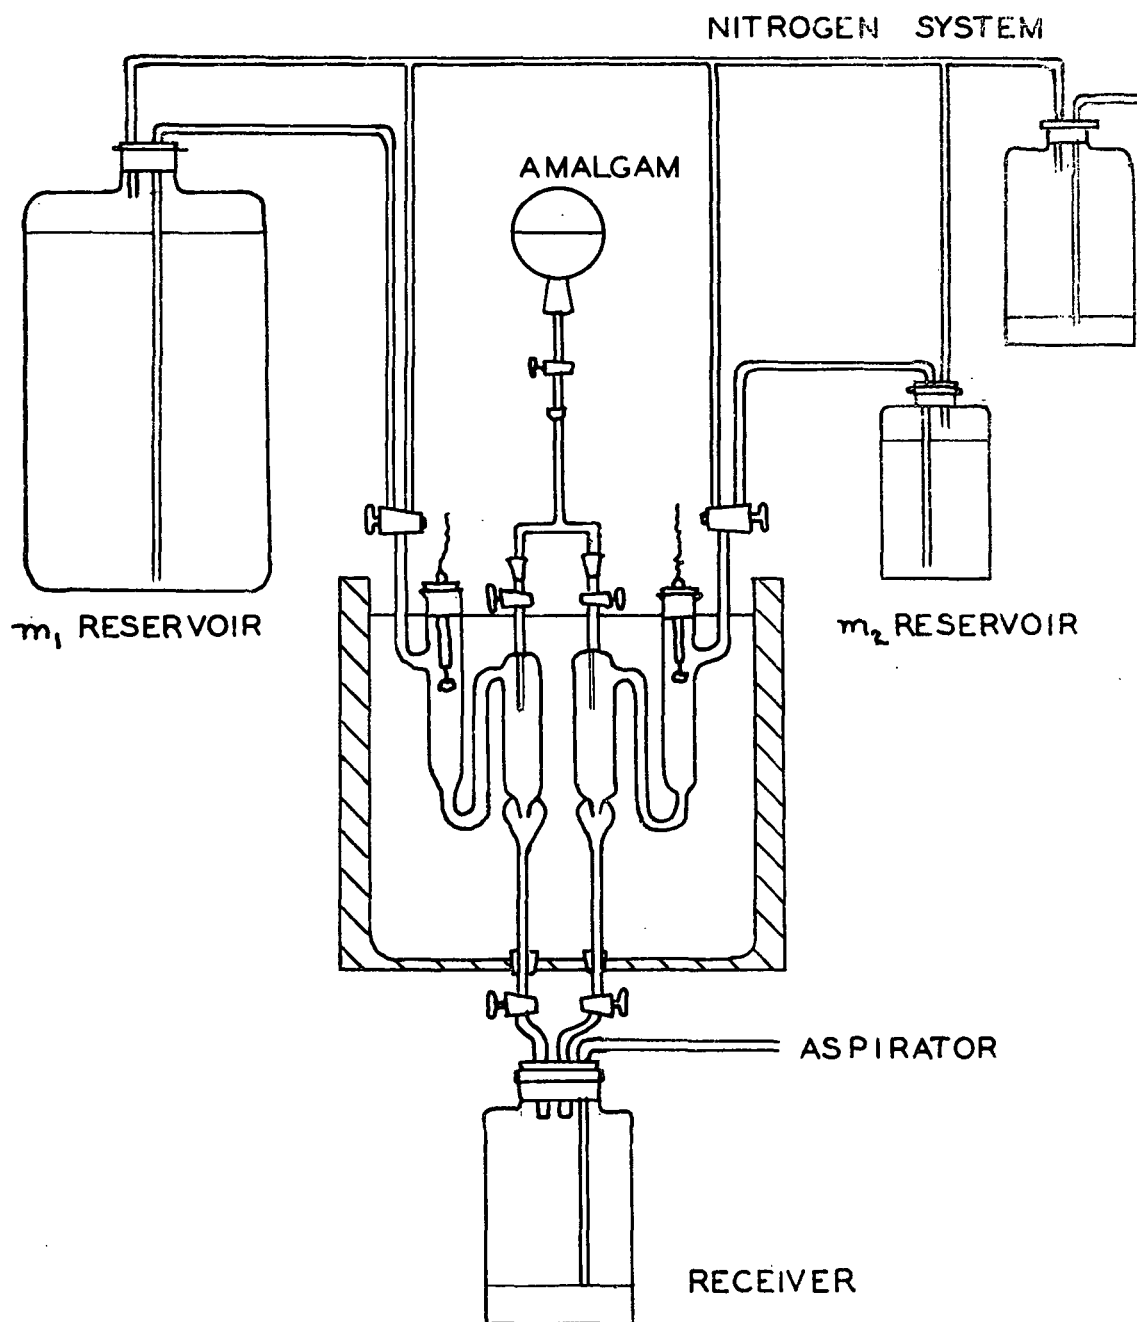 NITROGEN SYSTEM
AMALGAM
m₁ RESERVOIR
m₂ RESERVOIR
ASPIRATOR
RECEIVER